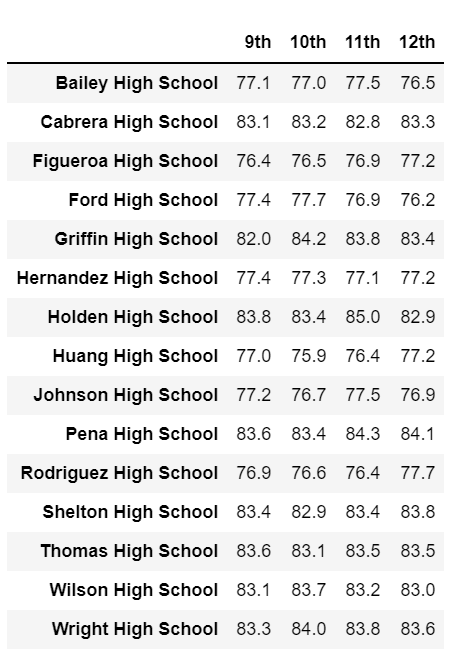 9th 10th 11th 12th
Bailey High School 77.1 77.0 77.5 76.5
Cabrera High School 83.1 83.2 82.8 83.3
Figueroa High School 76.4 76.5 76.9 77.2
Ford High School 77.4 77.7 76.9 76.2
Griffin High School 82.0 84.2 83.8 83.4
Hernandez High School 77.4 77.3 77.1 77.2
Holden High School 83.8 83.4 85.0 82.9
Huang High School 77.0 75.9 76.4 77.2
Johnson High School 77.2 76.7 77.5 76.9
Pena High School 83.6 83.4 84.3 84.1
Rodriguez High School 76.9 76.6 76.4 77.7
Shelton High School 83.4 82.9 83.4 83.8
Thomas High School 83.6 83.1 83.5 83.5
Wilson High School 83.1 83.7 83.2 83.0
Wright High School 83.3 84.0 83.8 83.6